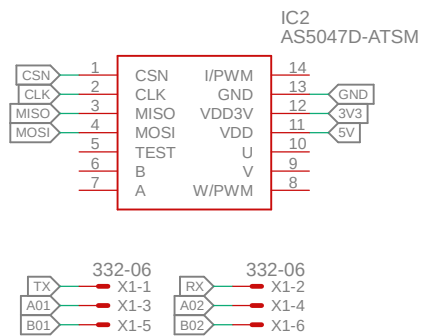 IC2
AS5047D-ATSM
CSN 1 CSN I/PWM 14
CLK 2 CLK GND 13 GND
MISO 3 MISO VDD3V 12 3V3
MOSI 4 MOSI VDD 11 5V
5 TEST U 10
6 B V 9
7 A W/PWM 8
332-06 332-06
TX X1-1 RX X1-2
A01 X1-3 A02 X1-4
B01 X1-5 B02 X1-6